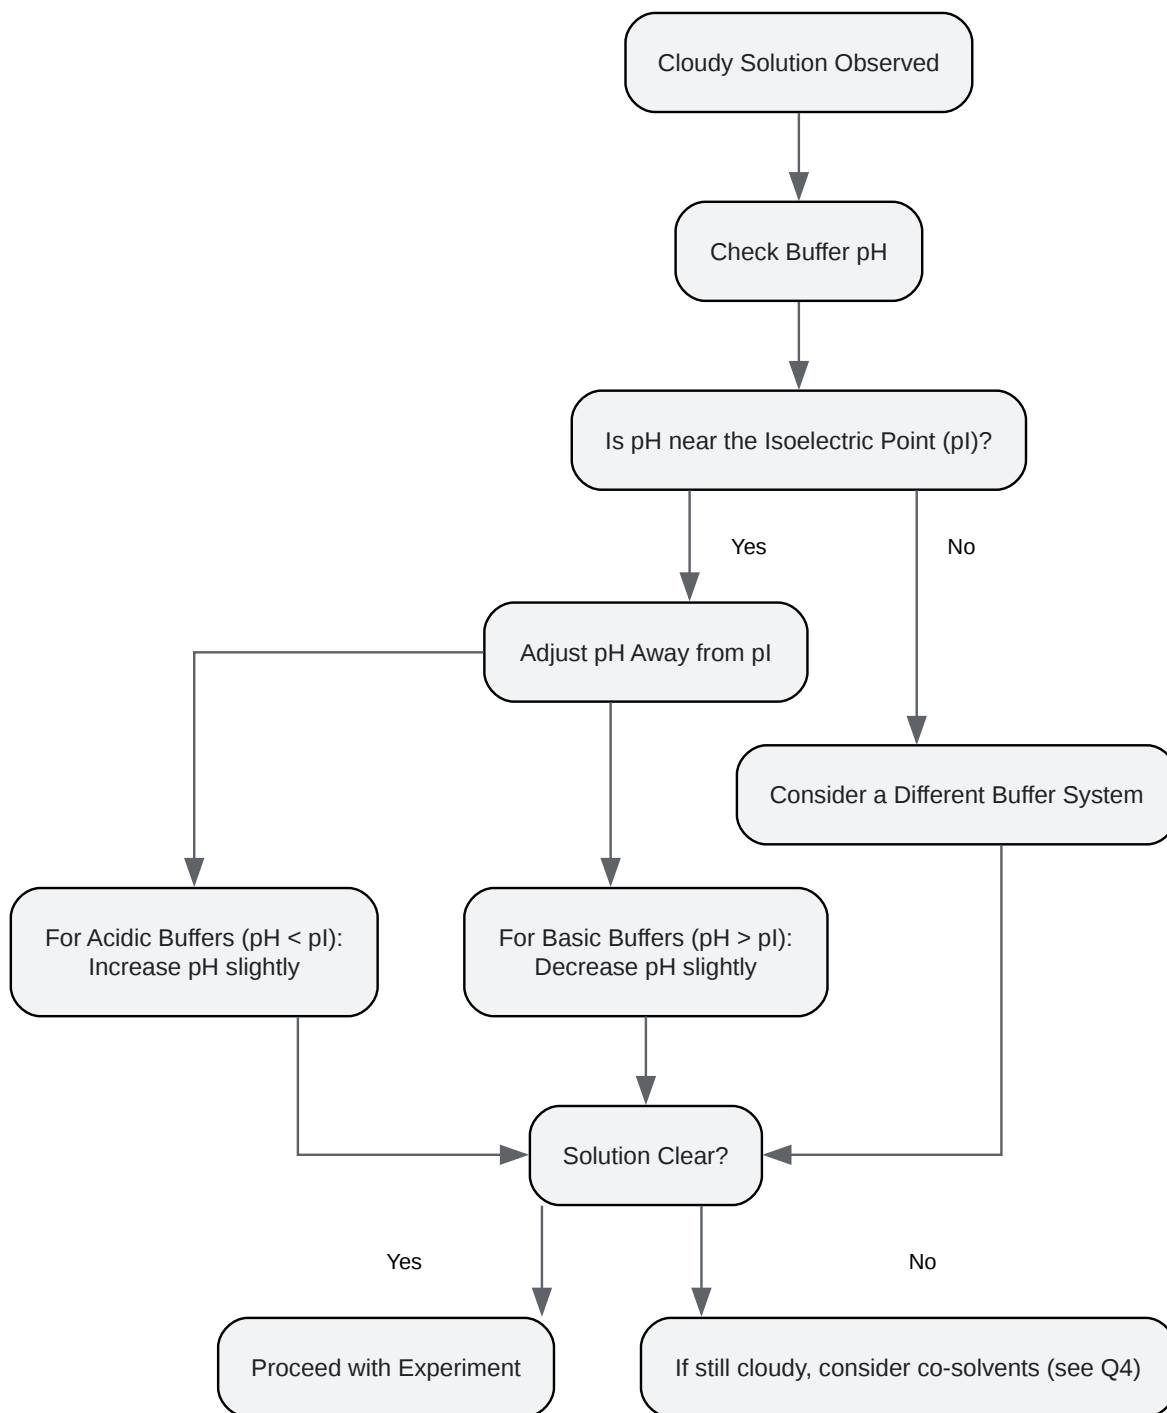 Cloudy Solution Observed
Check Buffer pH
Is pH near the Isoelectric Point (pI)?
Yes
No
Adjust pH Away from pI
Consider a Different Buffer System
For Acidic Buffers (pH < pI):
Increase pH slightly
For Basic Buffers (pH > pI):
Decrease pH slightly
Solution Clear?
Yes
No
Proceed with Experiment
If still cloudy, consider co-solvents (see Q4)